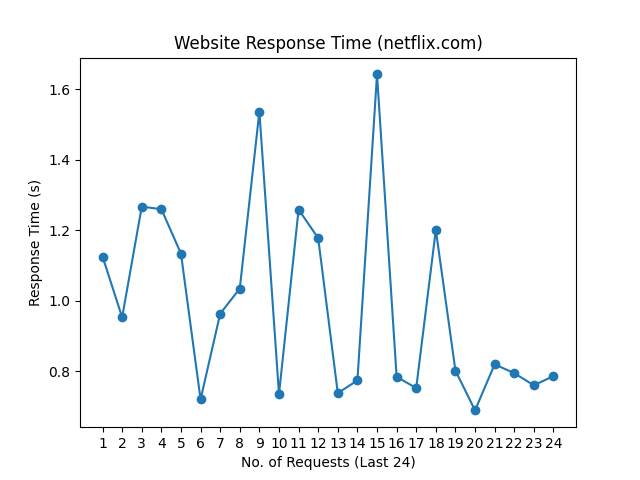 Website Response Time (netflix.com)
Response Time (s)
1.6
1.4
1.2
1.0
0.8
1 2 3 4 5 6 7 8 9 10 11 12 13 14 15 16 17 18 19 20 21 22 23 24
No. of Requests (Last 24)